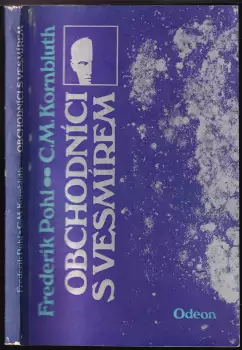 Frederik Pohl • C.M. Kornbluth OBCHODNÍCI S VESMÍREM
Frederik Pohl •• C.M. Kornbluth
OBCHODNÍCI
S VESMÍREM
Odeon